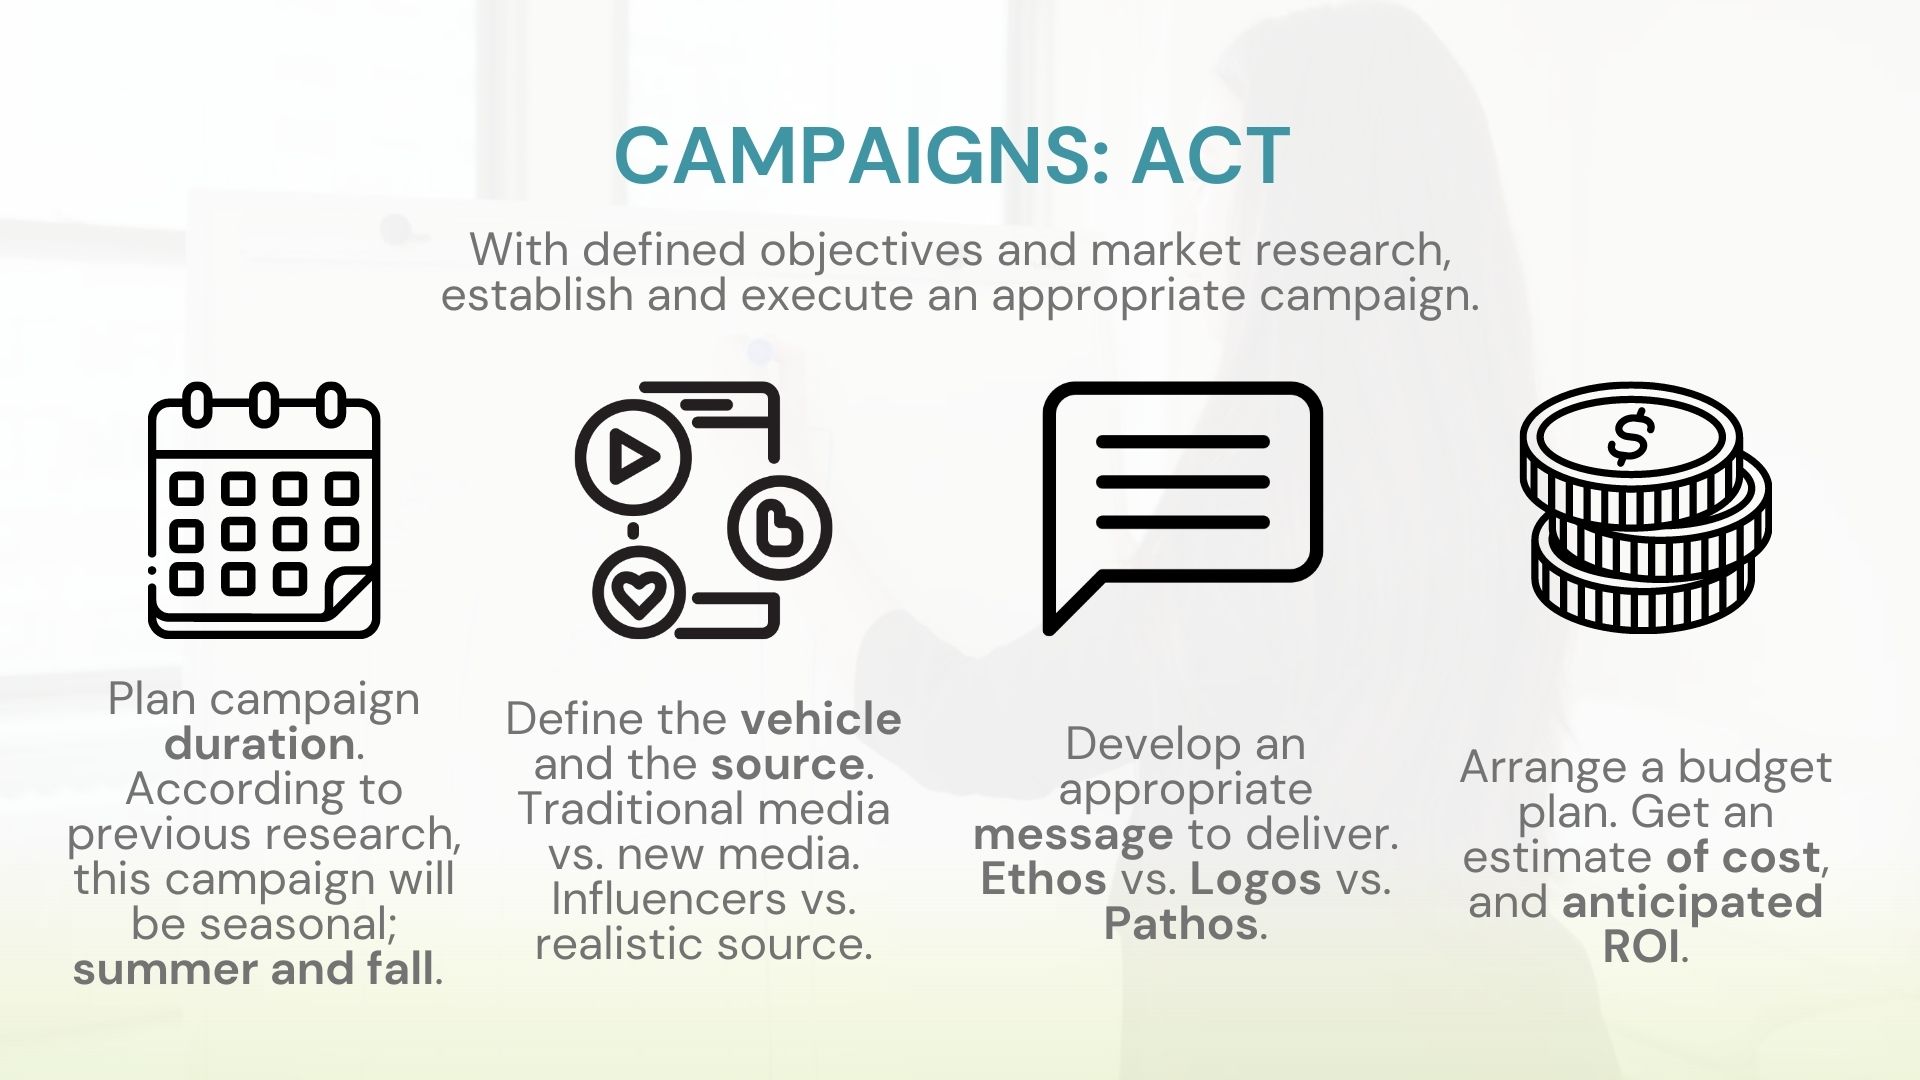 CAMPAIGNS: ACT
With defined objectives and market research,
establish and execute an appropriate campaign.
Plan campaign
duration.
According to
previous research,
this campaign will
be seasonal;
summer and fall.
Define the vehicle
and the source.
Traditional media
vs. new media.
Influencers vs.
realistic source.
Develop an
appropriate
message to deliver.
Ethos vs. Logos vs.
Pathos.
$
Arrange a budget
plan. Get an
estimate of cost,
and anticipated
ROI.